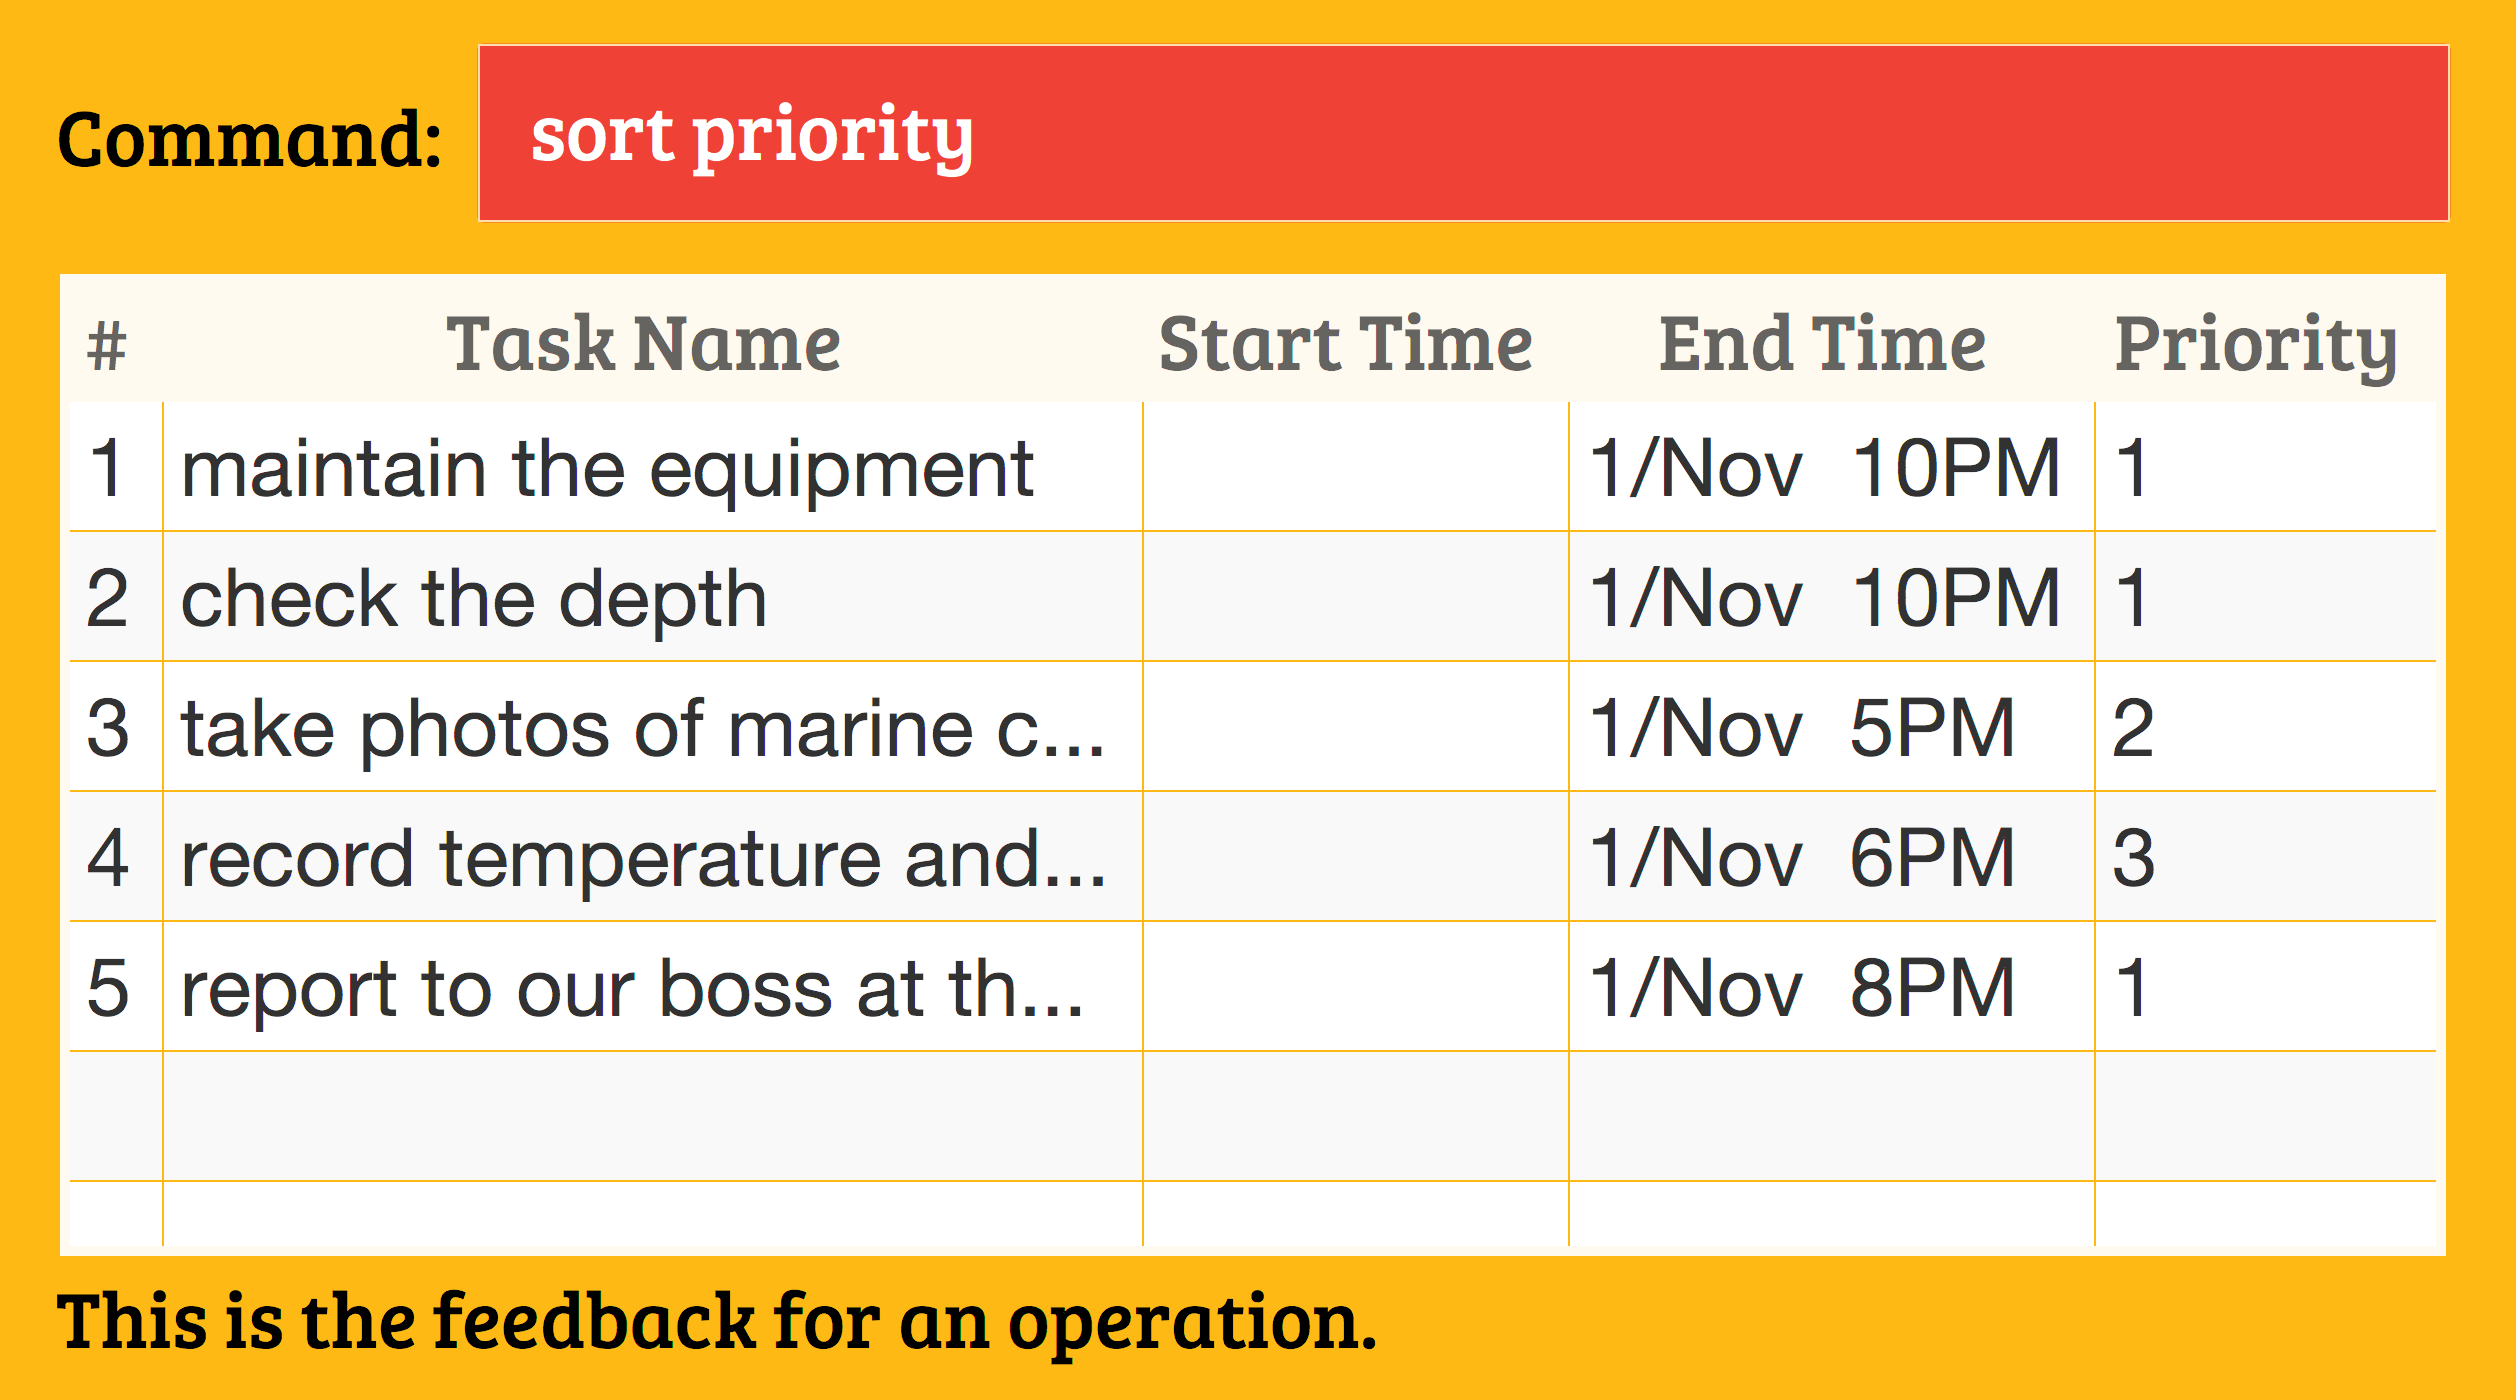 Command: sort priority
# Task Name Start Time End Time Priority
1 maintain the equipment 1/Nov 10PM 1
2 check the depth 1/Nov 10PM 1
3 take photos of marine c... 1/Nov 5PM 2
4 record temperature and... 1/Nov 6PM 3
5 report to our boss at th... 1/Nov 8PM 1
This is the feedback for an operation.